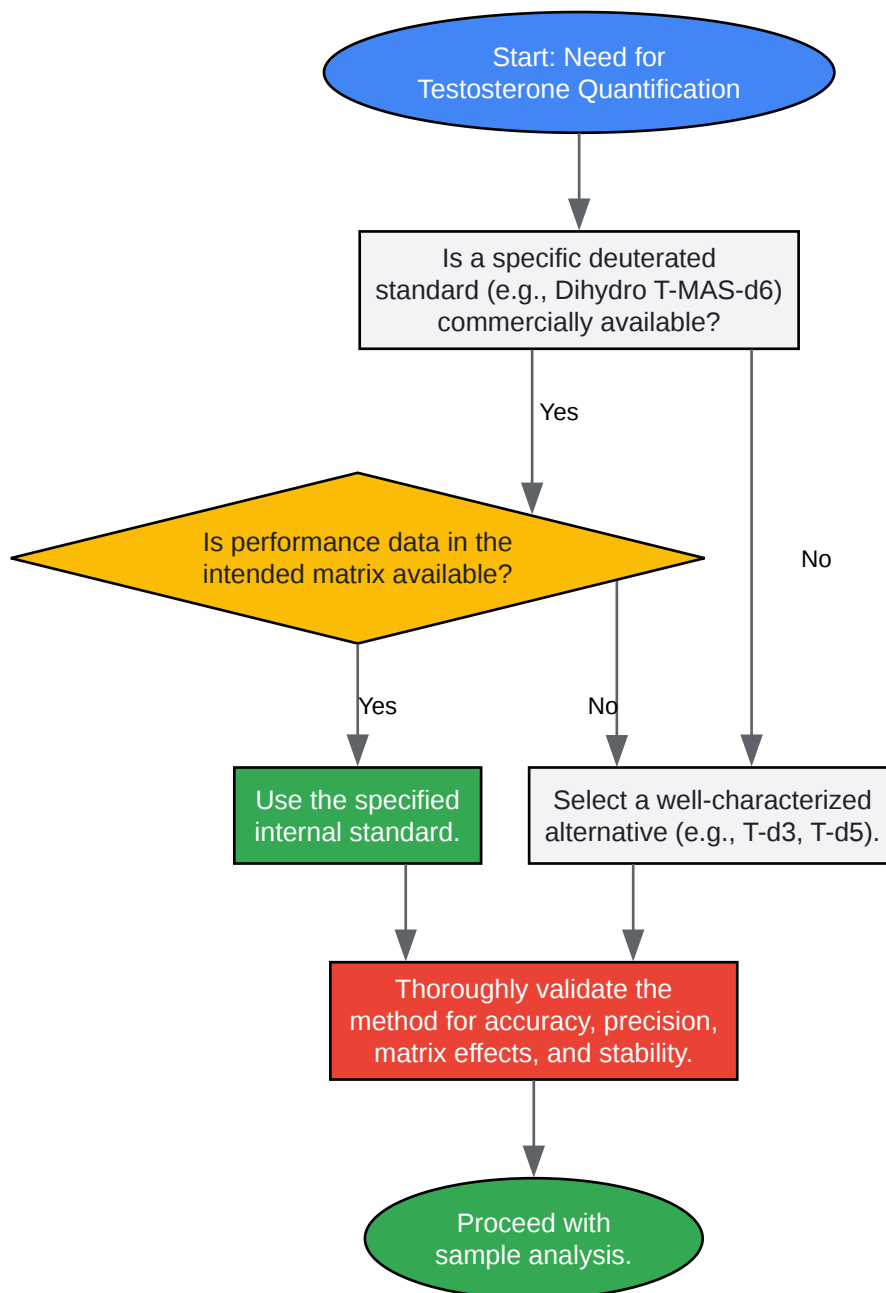 Start: Need for
Testosterone Quantification
Is a specific deuterated
standard (e.g., Dihydro T-MAS-d6)
commercially available?
Yes
Is performance data in the
intended matrix available?
No
Yes
No
Use the specified
internal standard.
Select a well-characterized
alternative (e.g., T-d3, T-d5).
Thoroughly validate the
method for accuracy, precision,
matrix effects, and stability.
Proceed with
sample analysis.